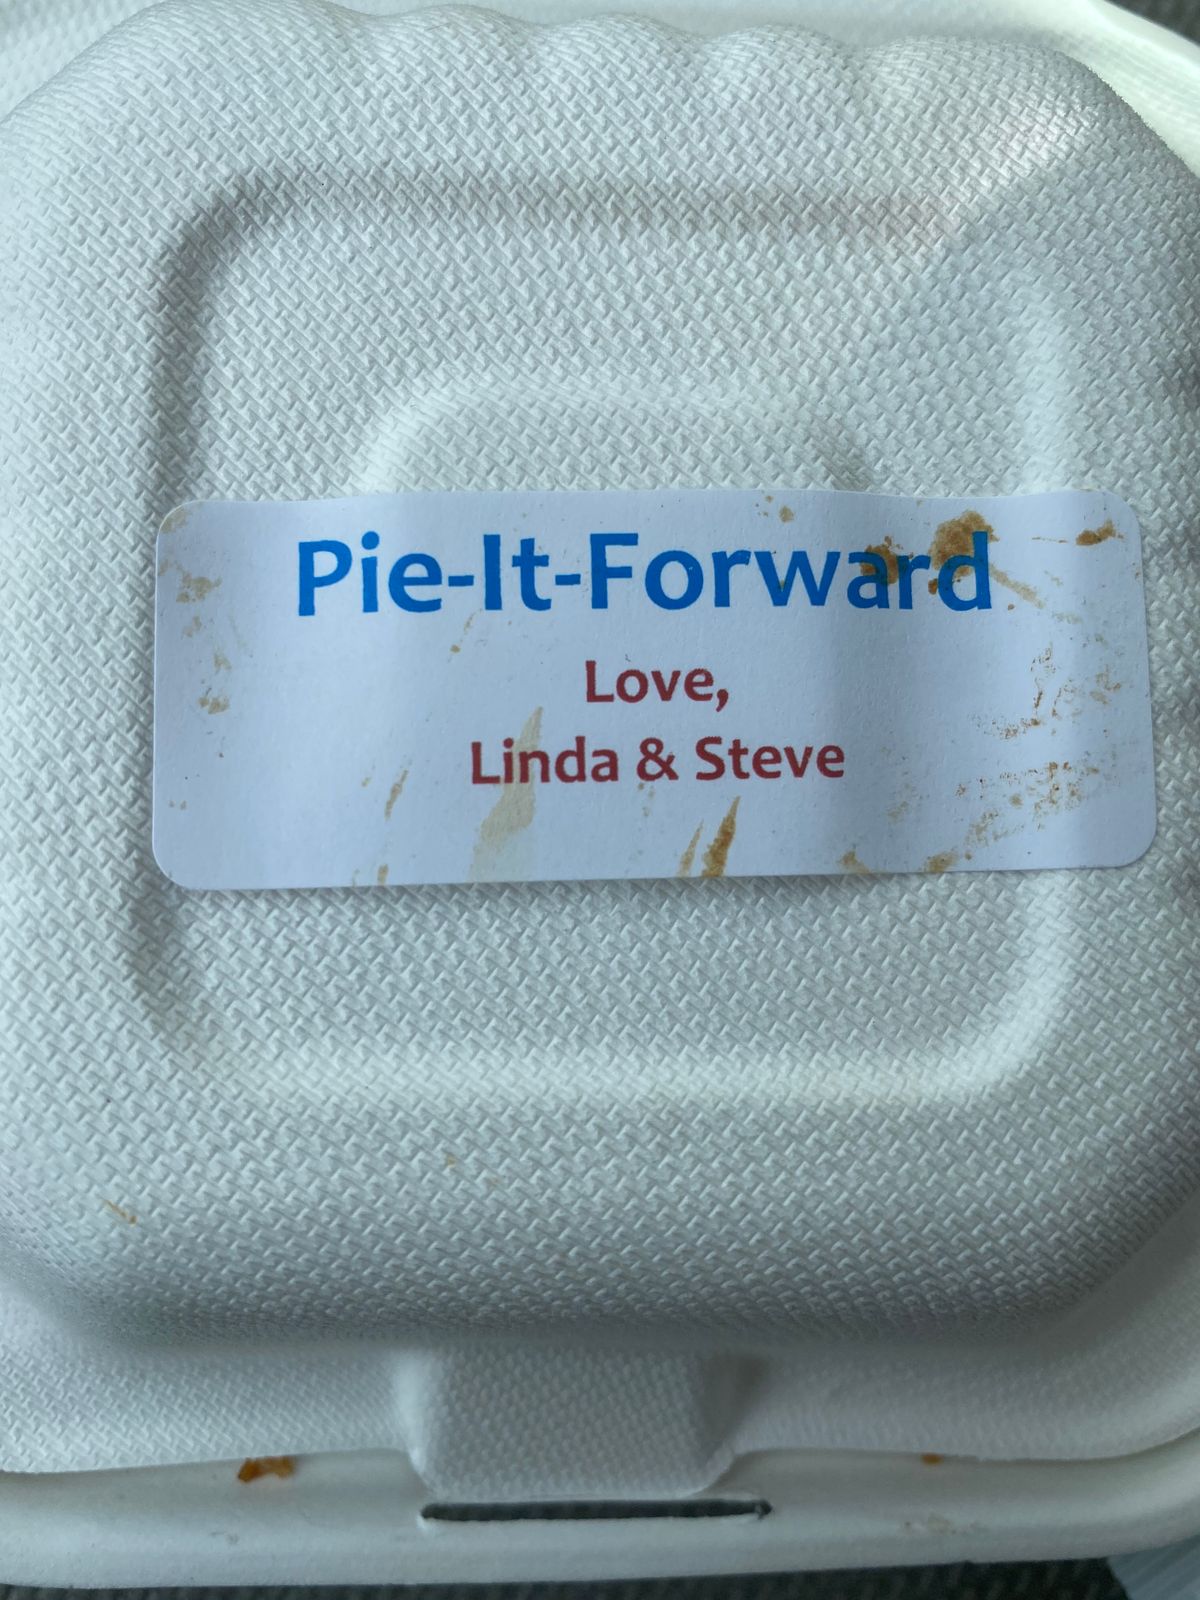 Pie-It-Forward
Love,
Linda & Steve